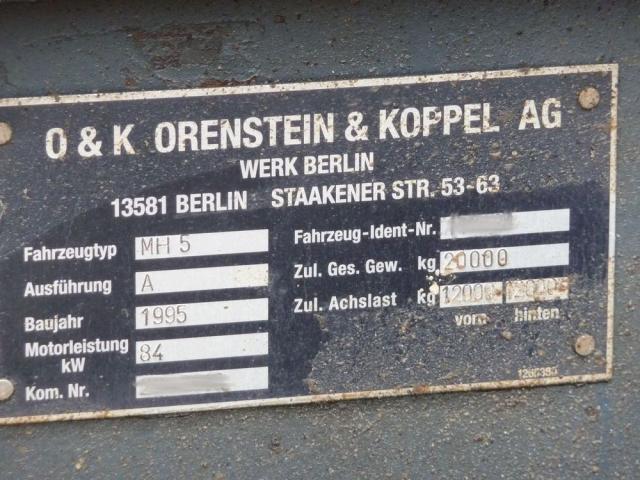 O & K ORENSTEIN & KOPPEL AG
WERK BERLIN
13581 BERLIN STAAKENER STR. 53-63
Fahrzeugtyp MH 5
Ausführung A
Baujahr 1995
Motorleistung kW 84
Kom. Nr.
Fahrzeug-Ident-Nr.
Zul. Ges. Gew. kg 20000
Zul. Achslast kg 12000
vorn hinten